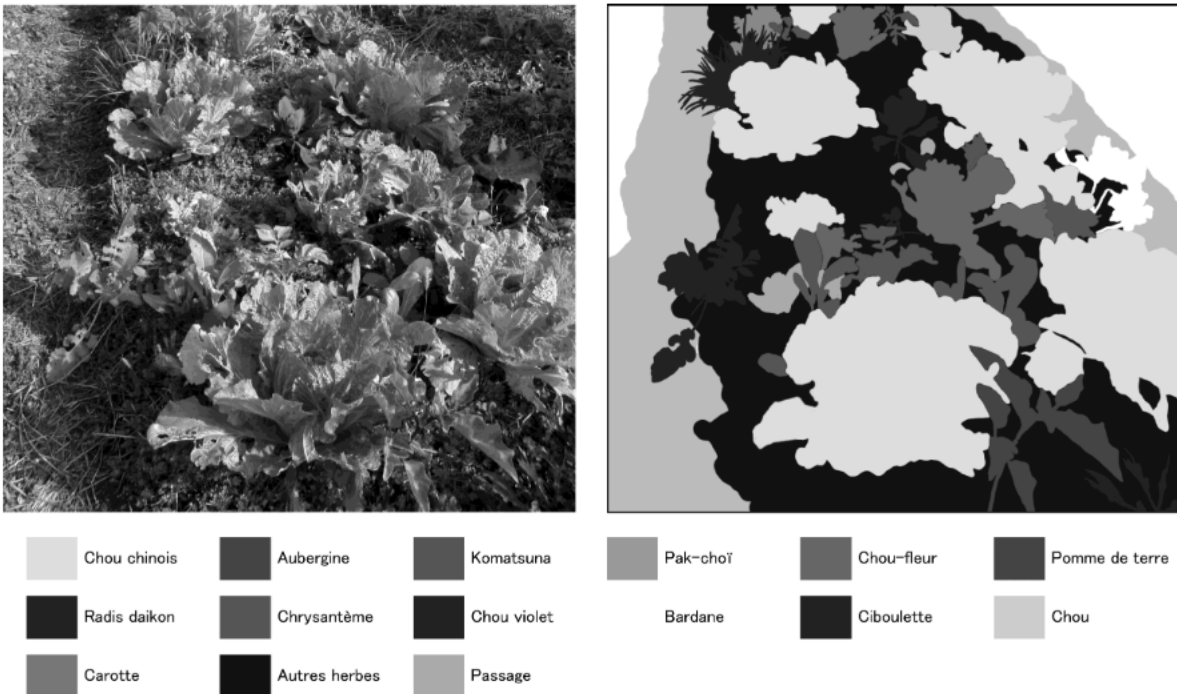 Chou chinois Aubergine Komatsuna Pak-choï Chou-fleur Pomme de terre
Radis daikon Chrysantème Chou violet Bardane Ciboulette Chou
Carotte Autres herbes Passage